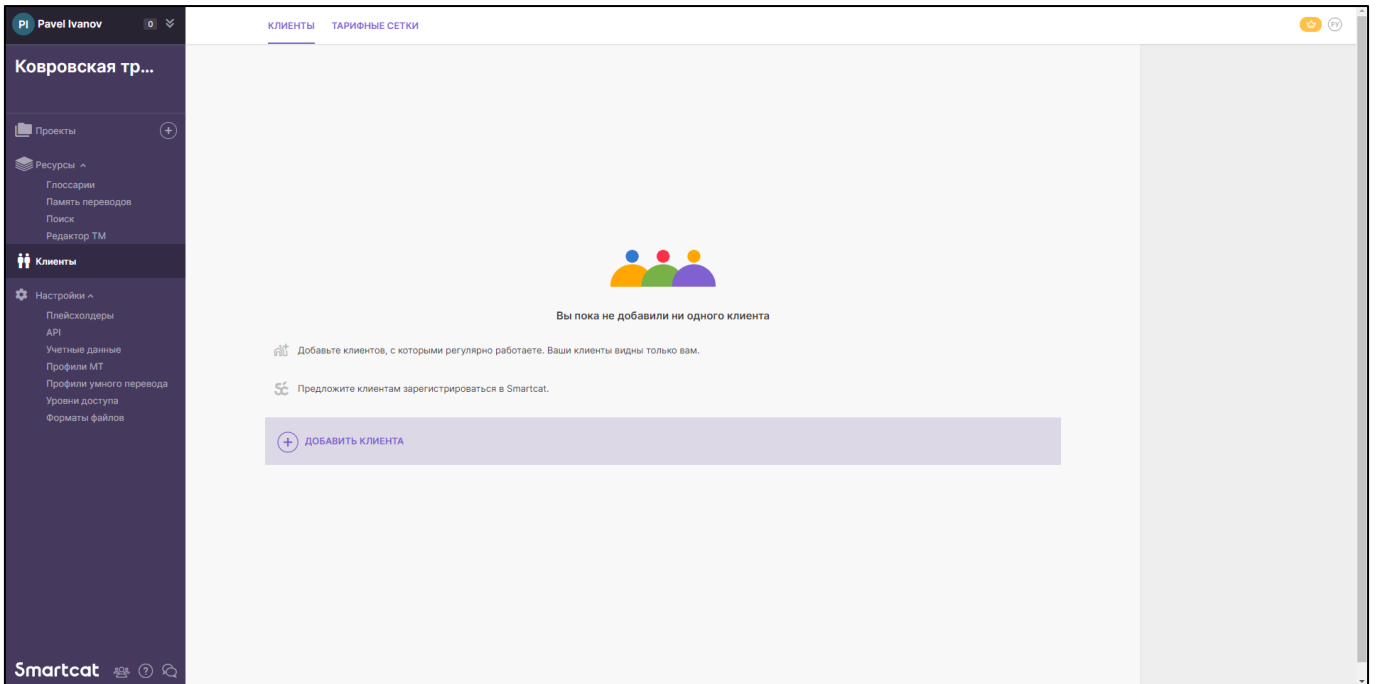 PI Pavel Ivanov 0
КЛИЕНТЫ ТАРИФНЫЕ СЕТКИ
РУ
Ковровская тр...
Проекты
Ресурсы
Глоссарии
Память переводов
Поиск
Редактор ТМ
Клиенты
Настройки
Плейсхолдеры
API
Учетные данные
Профили МТ
Профили умного перевода
Уровни доступа
Форматы файлов
Вы пока не добавили ни одного клиента
Добавьте клиентов, с которыми регулярно работаете. Ваши клиенты видны только вам.
Sć Предложите клиентам зарегистрироваться в Smartcat.
ДОБАВИТЬ КЛИЕНТА
Smartcat